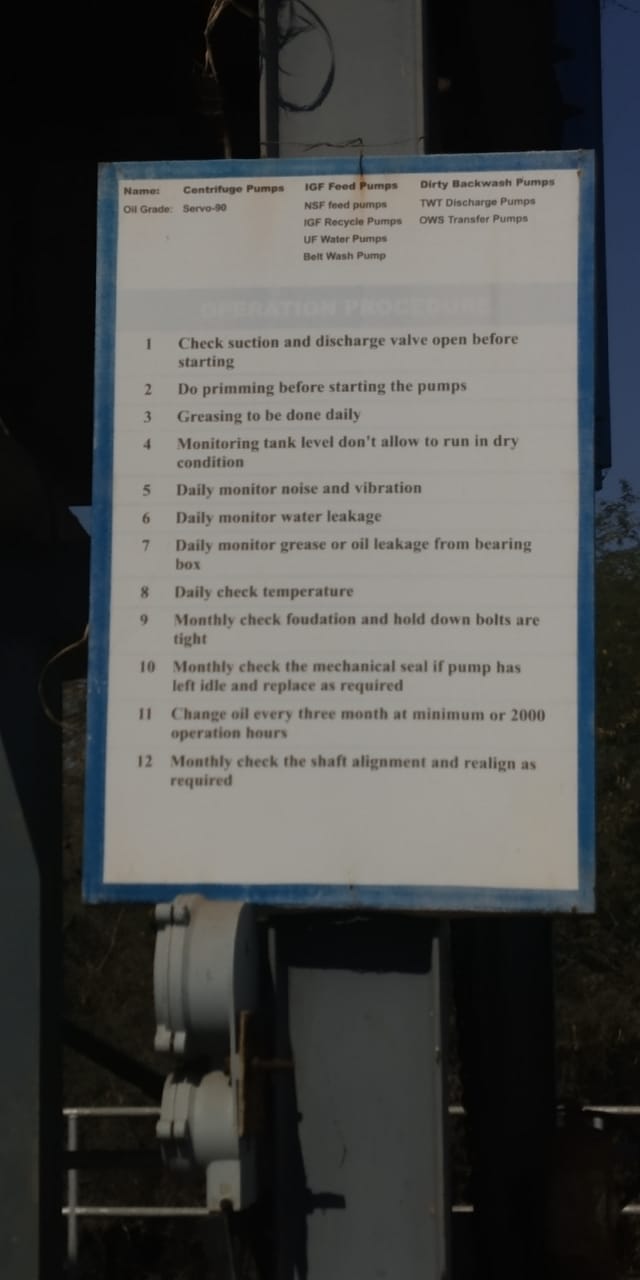 Name: Centrifuge Pumps IGF Feed Pumps Dirty Backwash Pumps
Oil Grade: Servo-90 NSF feed pumps TWT Discharge Pumps
IGF Recycle Pumps OWS Transfer Pumps
UF Water Pumps
Belt Wash Pump
OPERATION PROCEDURE
1 Check suction and discharge valve open before
starting
2 Do primming before starting the pumps
3 Greasing to be done daily
4 Monitoring tank level don't allow to run in dry
condition
5 Daily monitor noise and vibration
6 Daily monitor water leakage
7 Daily monitor grease or oil leakage from bearing
box
8 Daily check temperature
9 Monthly check foudation and hold down bolts are
tight
10 Monthly check the mechanical seal if pump has
left idle and replace as required
11 Change oil every three month at minimum or 2000
operation hours
12 Monthly check the shaft alignment and realign as
required